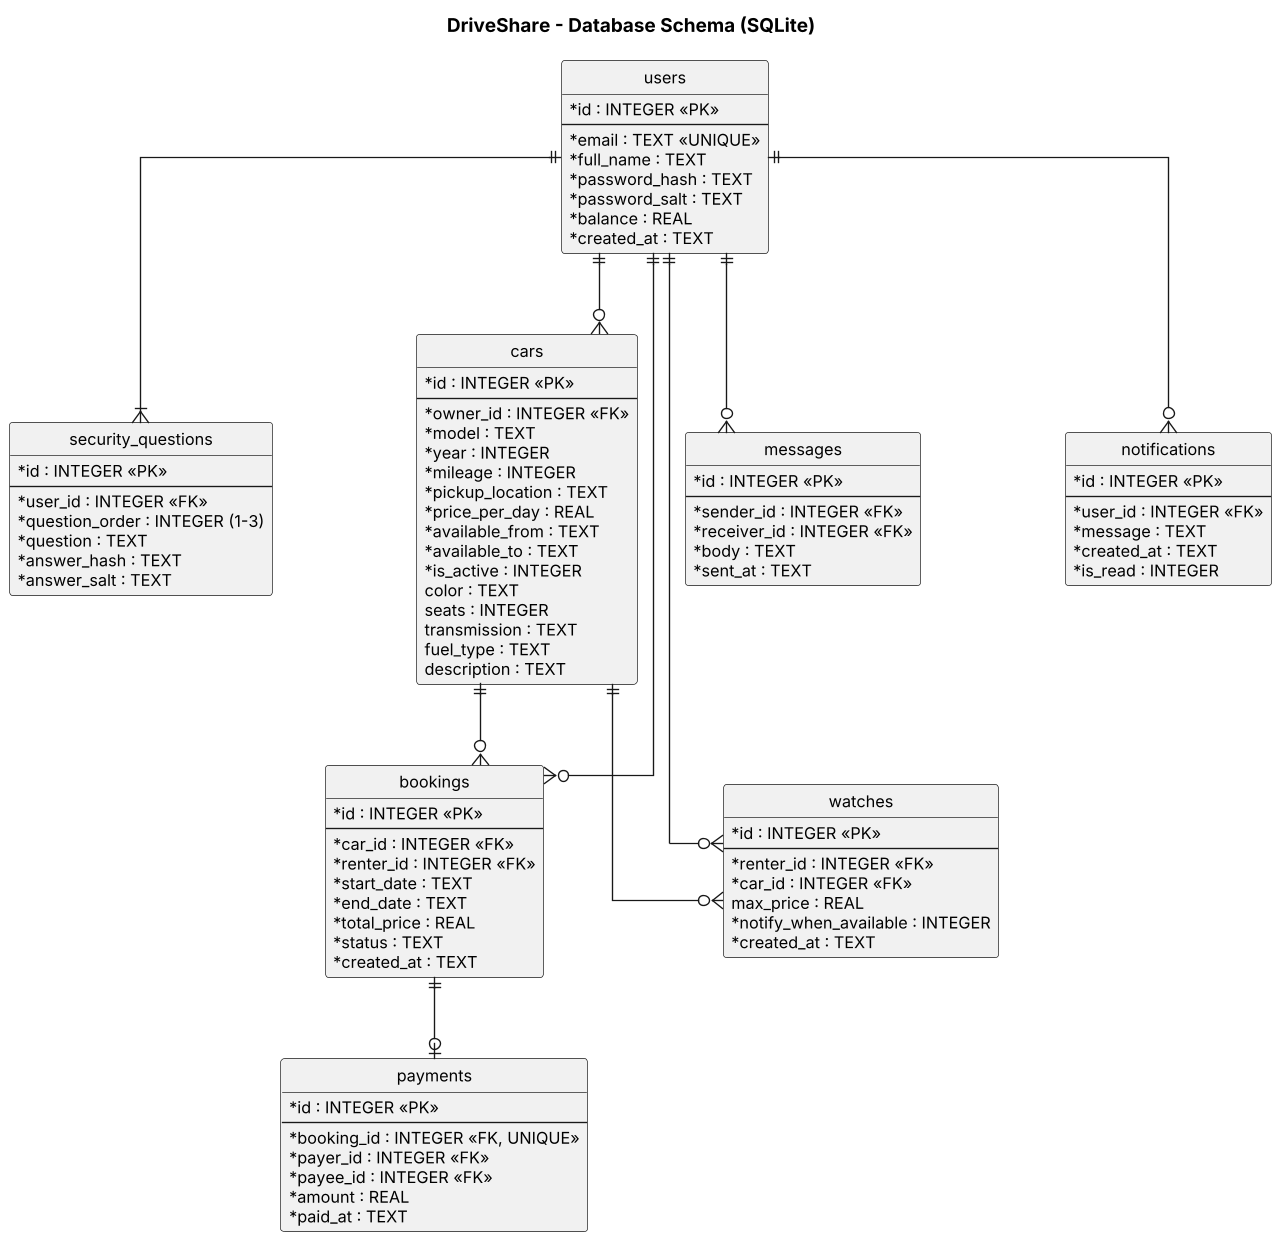 DriveShare - Database Schema (SQLite)
users
*id : INTEGER «PK»
*email : TEXT «UNIQUE»
*full_name : TEXT
*password_hash : TEXT
*password_salt : TEXT
*balance : REAL
*created_at : TEXT
cars
*id : INTEGER «PK»
*owner_id : INTEGER «FK»
*model : TEXT
*year : INTEGER
*mileage : INTEGER
*pickup_location : TEXT
*price_per_day : REAL
*available_from : TEXT
*available_to : TEXT
*is_active : INTEGER
color : TEXT
seats : INTEGER
transmission : TEXT
fuel_type : TEXT
description : TEXT
security_questions
*id : INTEGER «PK»
*user_id : INTEGER «FK»
*question_order : INTEGER (1-3)
*question : TEXT
*answer_hash : TEXT
*answer_salt : TEXT
messages
*id : INTEGER «PK»
*sender_id : INTEGER «FK»
*receiver_id : INTEGER «FK»
*body : TEXT
*sent_at : TEXT
notifications
*id : INTEGER «PK»
*user_id : INTEGER «FK»
*message : TEXT
*created_at : TEXT
*is_read : INTEGER
bookings
*id : INTEGER «PK»
*car_id : INTEGER «FK»
*renter_id : INTEGER «FK»
*start_date : TEXT
*end_date : TEXT
*total_price : REAL
*status : TEXT
*created_at : TEXT
watches
*id : INTEGER «PK»
*renter_id : INTEGER «FK»
*car_id : INTEGER «FK»
max_price : REAL
*notify_when_available : INTEGER
*created_at : TEXT
payments
*id : INTEGER «PK»
*booking_id : INTEGER «FK, UNIQUE»
*payer_id : INTEGER «FK»
*payee_id : INTEGER «FK»
*amount : REAL
*paid_at : TEXT